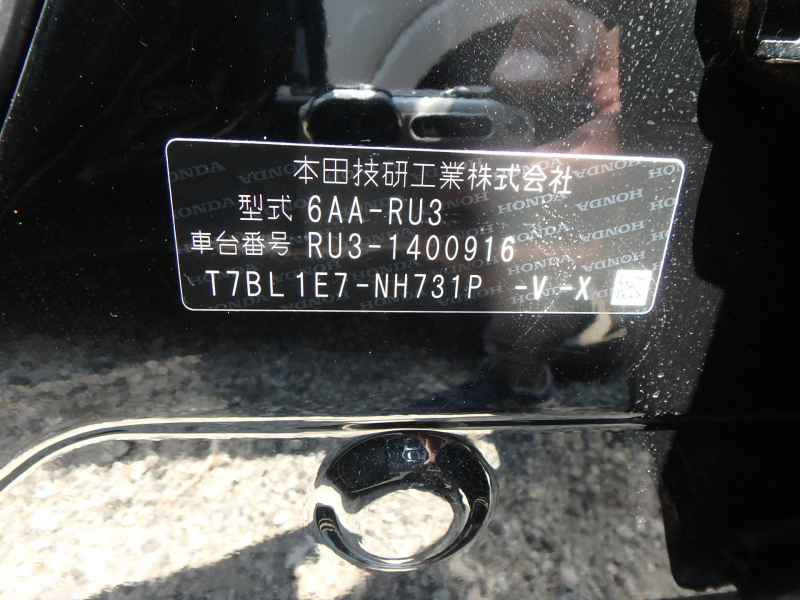 本田技研工業株式会社
型式 6AA-RU3
車台番号 RU3-1400916
T7BL1E7-NH731P -V -X